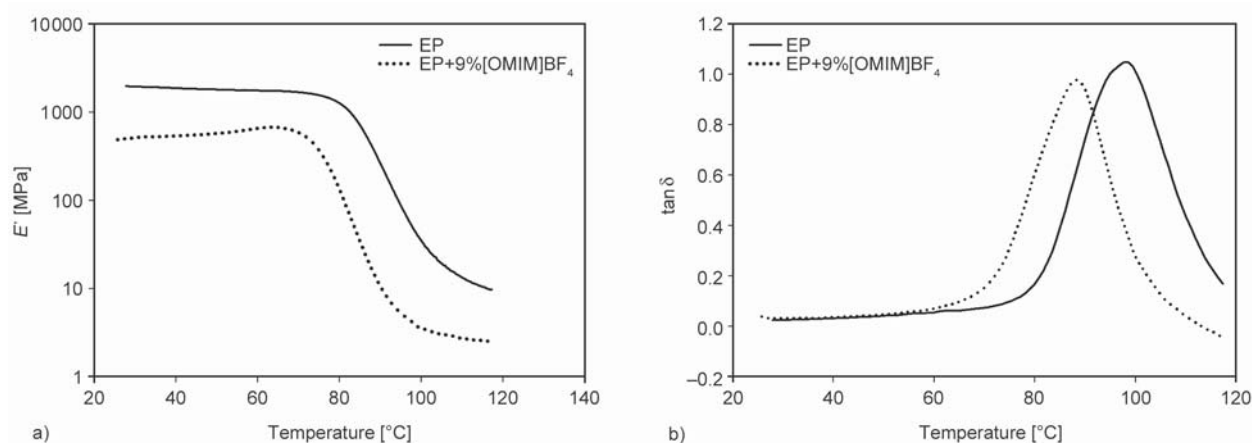 10000
1000
100
10
1
E' [MPa]
EP
EP+9%[OMIM]BF4
20 40 60 80 100 120 140
a) Temperature [°C]
1.2
1.0
0.8
0.6
0.4
0.2
0.0
–0.2
tan δ
EP
EP+9%[OMIM]BF4
20 40 60 80 100 120
b) Temperature [°C]